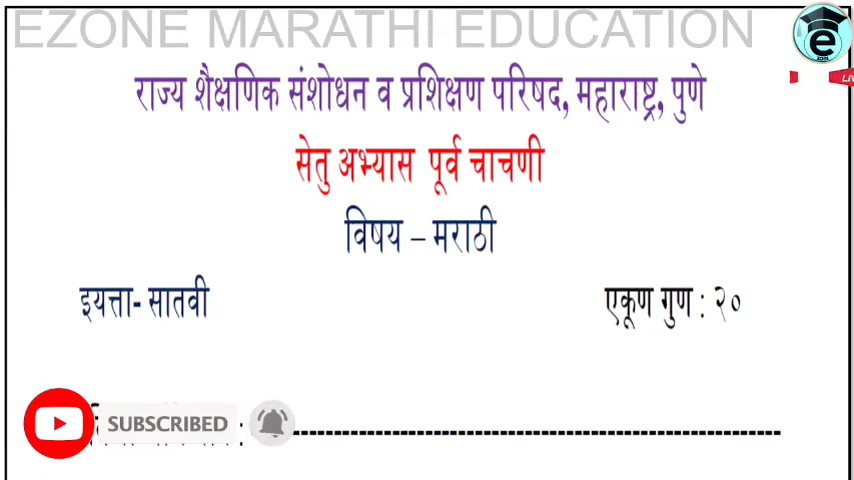 EZONE MARATHI EDUCATION
राज्य शैक्षणिक संशोधन व प्रशिक्षण परिषद, महाराष्ट्र, पुणे
सेतु अभ्यास पूर्व चाचणी
विषय – मराठी
इयत्ता- सातवी एकूण गुण : २०
SUBSCRIBED